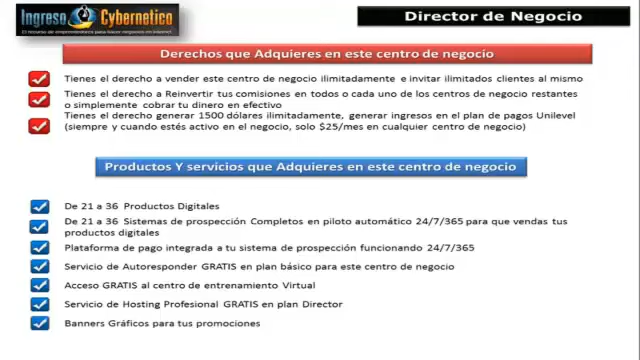 Ingreso Cybernetico
El sistema de emprendedores para hacer negocios en internet
Director de Negocio
Derechos que Adquieres en este centro de negocio
Tienes el derecho a vender este centro de negocio ilimitadamente e invitar ilimitados clientes al mismo
Tienes el derecho a Reinvertir tus comisiones en todos o cada uno de los centros de negocio restantes
o simplemente cobrar tu dinero en efectivo
Tienes el derecho generar 1500 dólares ilimitadamente, generar ingresos en el plan de pagos Unilevel
(siempre y cuando estés activo en el negocio, solo $25/mes en cualquier centro de negocio)
Productos Y servicios que Adquieres en este centro de negocio
De 21 a 36 Productos Digitales
De 21 a 36 Sistemas de prospección Completos en piloto automático 24/7/365 para que vendas tus
productos digitales
Plataforma de pago integrada a tu sistema de prospección funcionando 24/7/365
Servicio de Autoresponder GRATIS en plan básico para este centro de negocio
Acceso GRATIS al centro de entrenamiento Virtual
Servicio de Hosting Profesional GRATIS en plan Director
Banners Gráficos para tus promociones